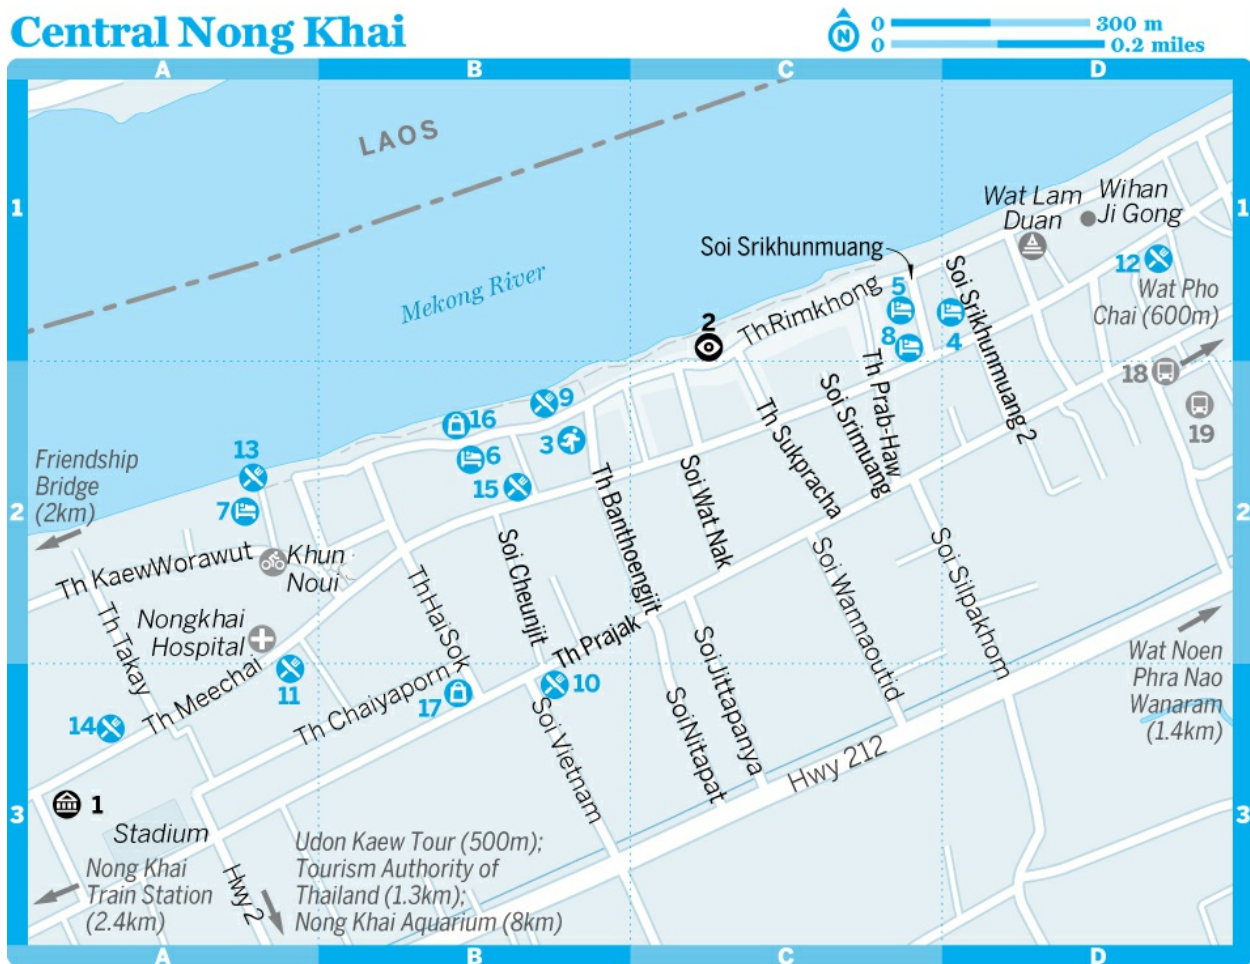 Central Nong Khai
N
0 300 m
0 0.2 miles
A B C D
1
LAOS
Mekong River
Wat Lam
Duan
Wihan
Ji Gong
1
Soi Srikhunmuang
12
Wat Pho
Chai (600m)
Soi Srikhunmuang 2
5
Th Rimkhong
2
8
4
Th Prab-Haw
18
19
Soi Srimuang
Th Sukpracha
9
16
3
6
15
13
7
Friendship
Bridge
(2km)
2
2
Th KaewWorawut
Khun
Noui
Th Banthoengjit
Soi Wat Nak
Soi Cheunjit
Th Hai Sok
Soi Wannaoutid
Soi Silpakhom
Th Takay
Nongkhai
Hospital
Th Prajak
Soi Jittapanya
Wat Noen
Phra Nao
Wanaram
(1.4km)
11
10
Th Meechai
Th Chaiyaporn
17
14
Soi Vietnam
Soi Nitapat
Hwy 212
3
1
3
Stadium
Nong Khai
Train Station
(2.4km)
Hwy 2
Udon Kaew Tour (500m);
Tourism Authority of
Thailand (1.3km);
Nong Khai Aquarium (8km)
A B C D